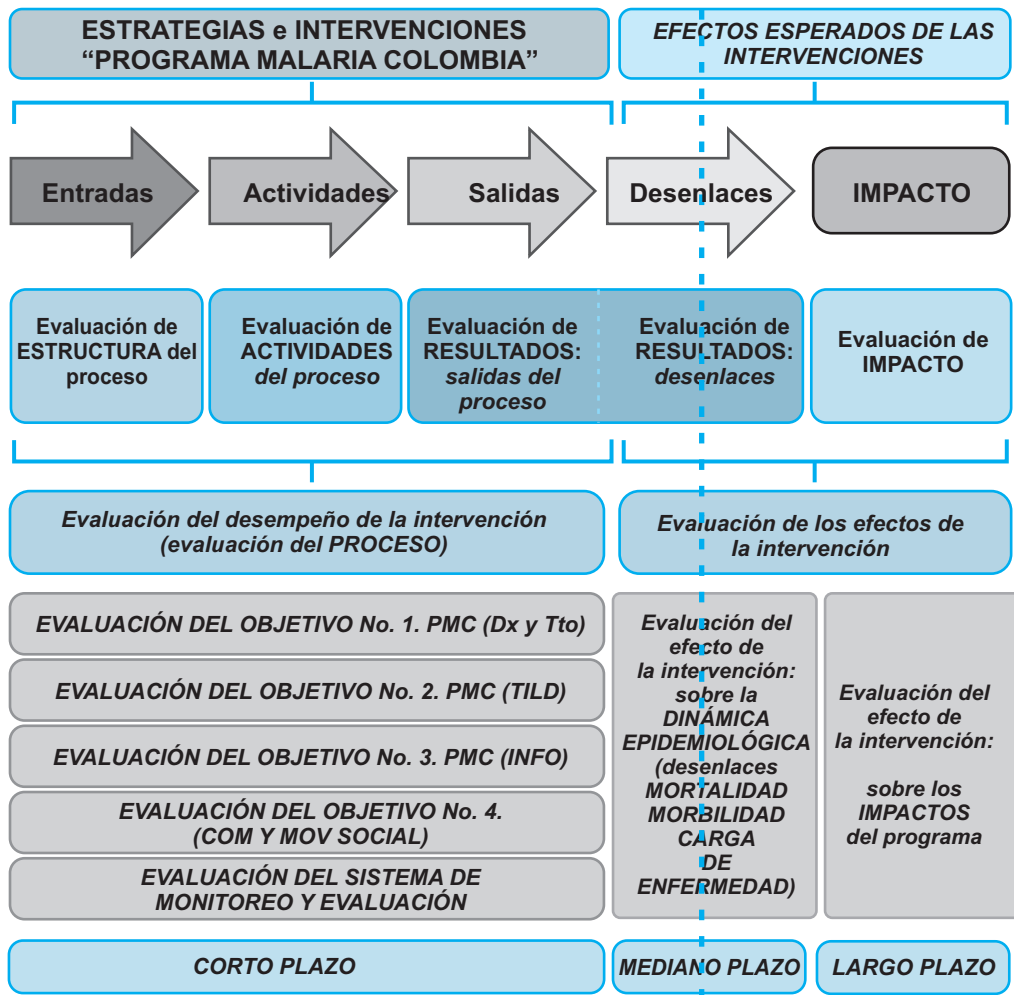 ESTRATEGIAS e INTERVENCIONES
“PROGRAMA MALARIA COLOMBIA”
EFECTOS ESPERADOS DE LAS
INTERVENCIONES
Entradas
Actividades
Salidas
Desenlaces
IMPACTO
Evaluación de
ESTRUCTURA del
proceso
Evaluación de
ACTIVIDADES
del proceso
Evaluación de
RESULTADOS:
salidas del
proceso
Evaluación de
RESULTADOS:
desenlaces
Evaluación de
IMPACTO
Evaluación del desempeño de la intervención
(evaluación del PROCESO)
Evaluación de los efectos de
la intervención
EVALUACIÓN DEL OBJETIVO No. 1. PMC (Dx y Tto)
EVALUACIÓN DEL OBJETIVO No. 2. PMC (TILD)
EVALUACIÓN DEL OBJETIVO No. 3. PMC (INFO)
EVALUACIÓN DEL OBJETIVO No. 4.
(COM Y MOV SOCIAL)
EVALUACIÓN DEL SISTEMA DE
MONITOREO Y EVALUACIÓN
Evaluación del
efecto de
la intervención:
sobre la
DINÁMICA
EPIDEMIOLÓGICA
(desenlaces
MORTALIDAD
MORBILIDAD
CARGA
DE
ENFERMEDAD)
Evaluación del
efecto de
la intervención:
sobre los
IMPACTOS
del programa
CORTO PLAZO
MEDIANO PLAZO
LARGO PLAZO